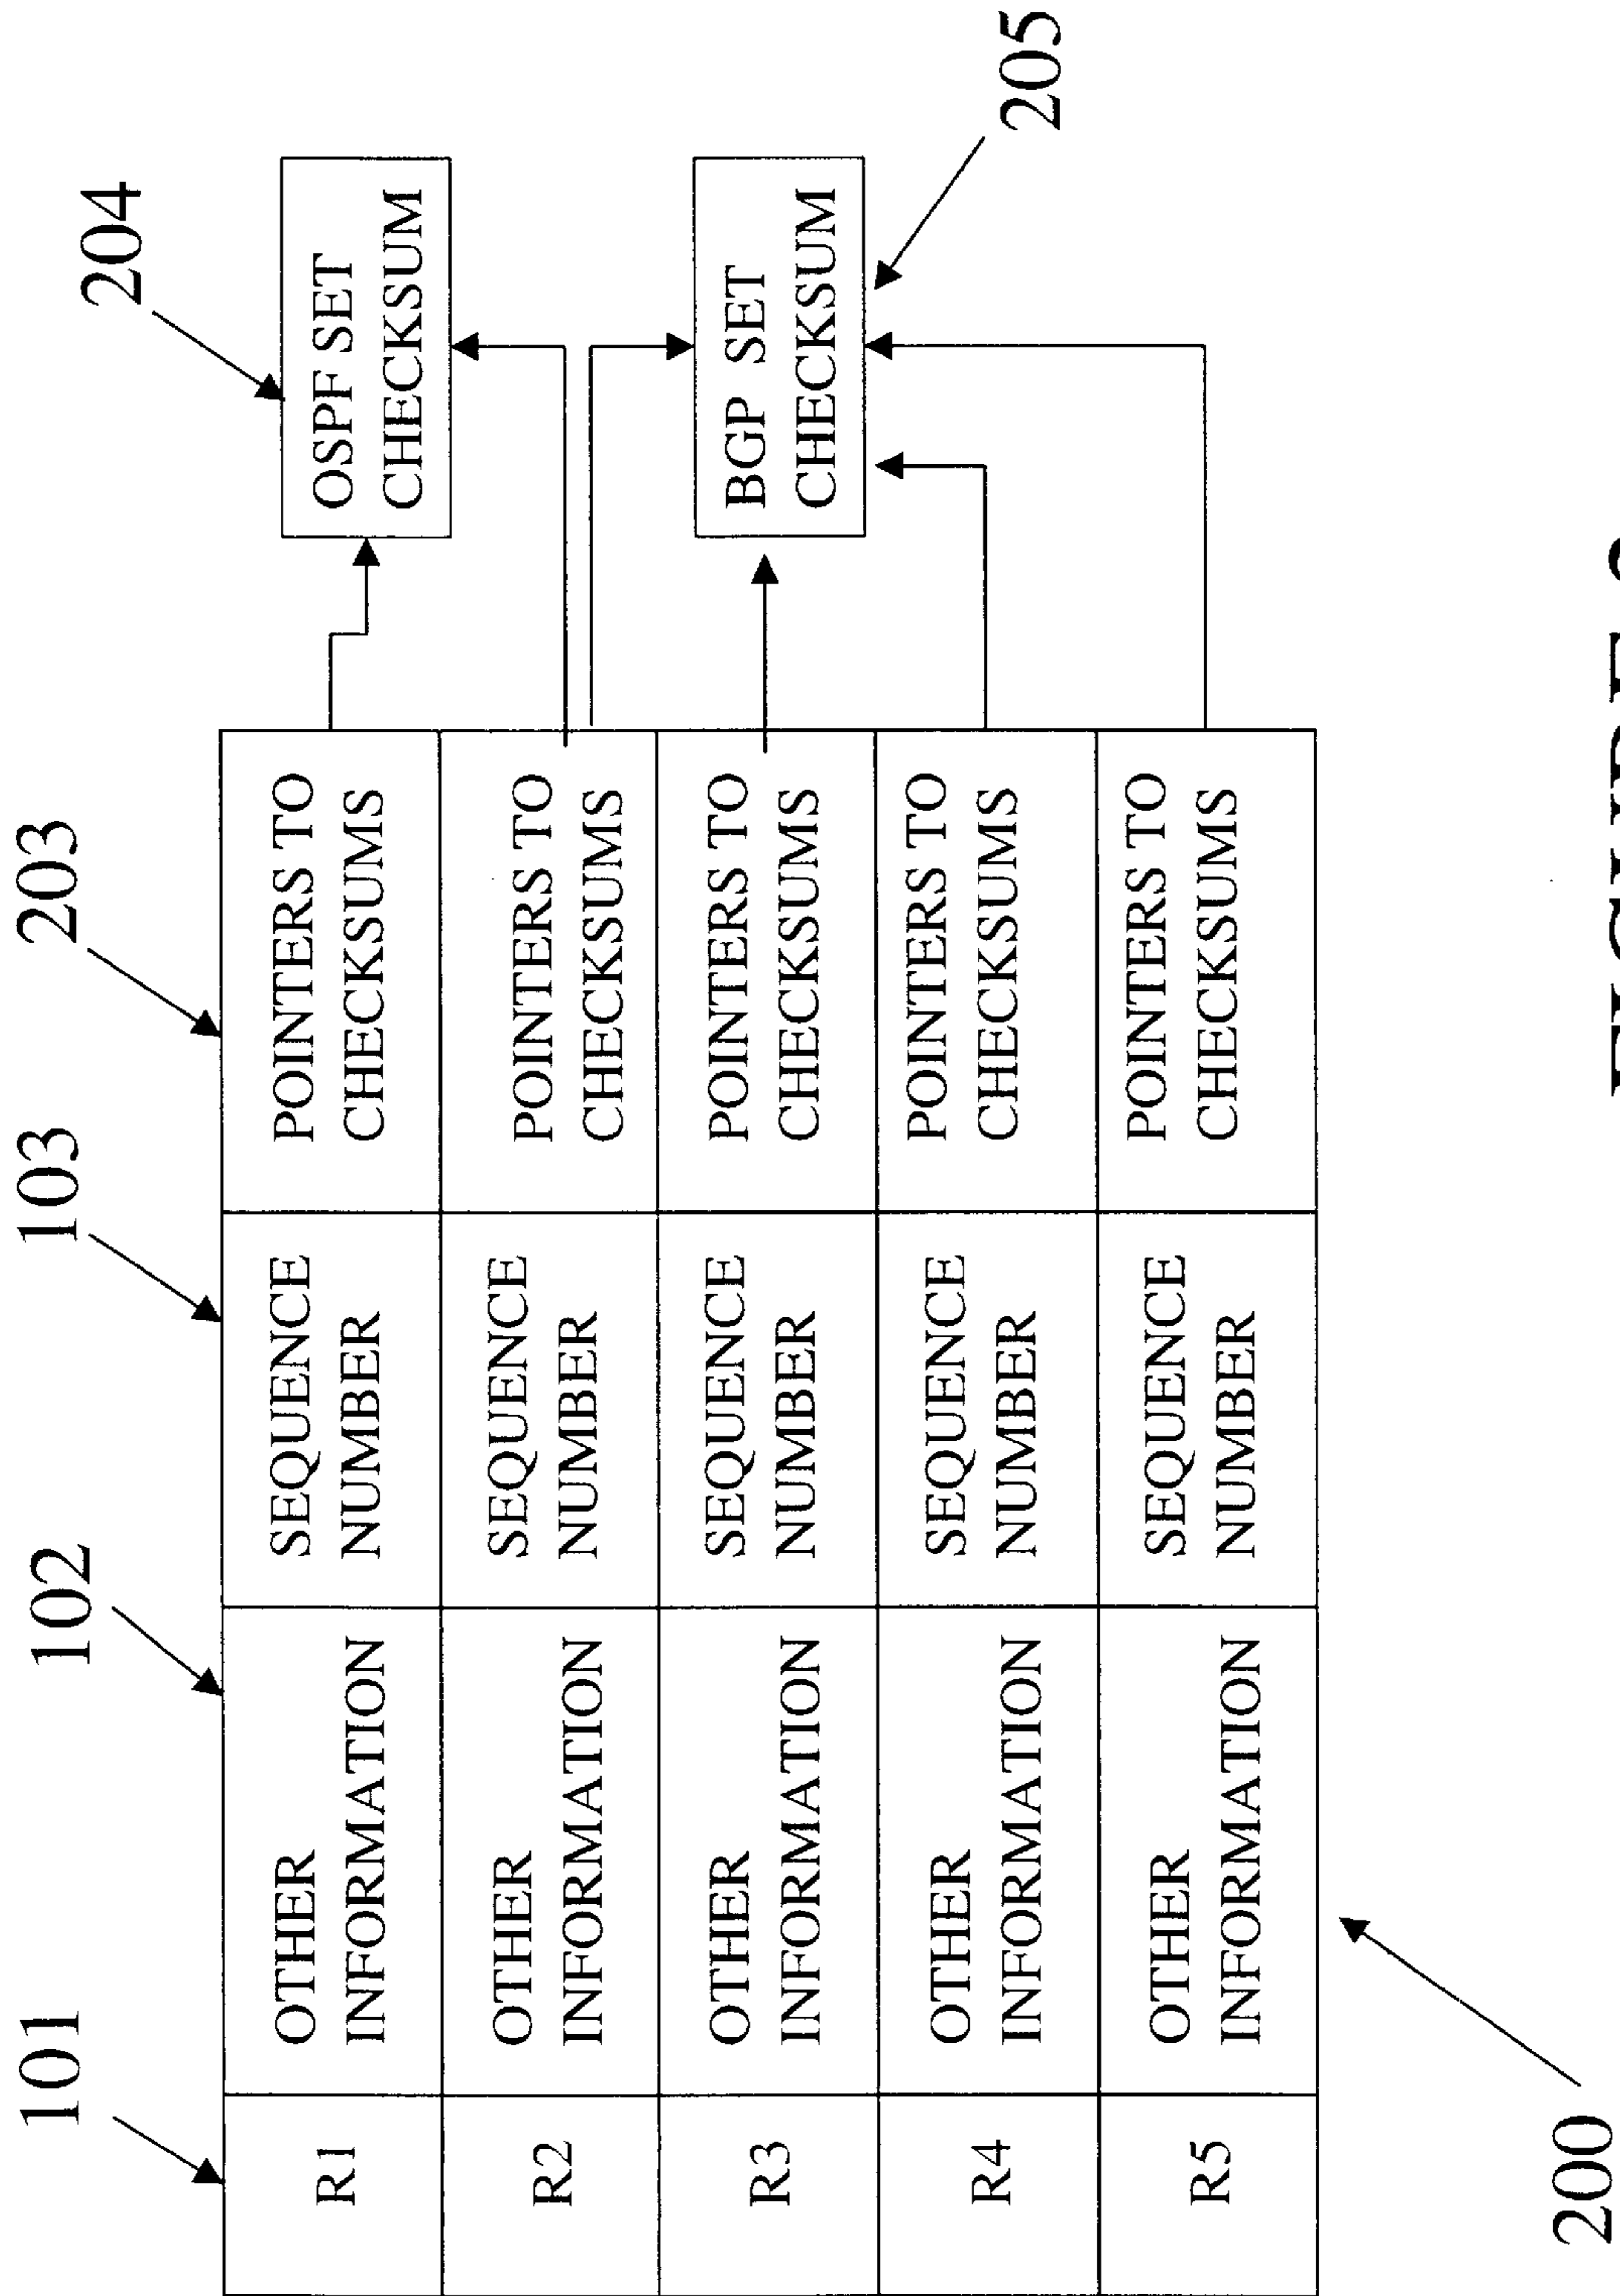 101
102
103
203
204
R1
OTHER
INFORMATION
SEQUENCE
NUMBER
POINTERS TO
CHECKSUMS
OSPF SET
CHECKSUM
R2
OTHER
INFORMATION
SEQUENCE
NUMBER
POINTERS TO
CHECKSUMS
R3
OTHER
INFORMATION
SEQUENCE
NUMBER
POINTERS TO
CHECKSUMS
BGP SET
CHECKSUM
R4
OTHER
INFORMATION
SEQUENCE
NUMBER
POINTERS TO
CHECKSUMS
205
R5
OTHER
INFORMATION
SEQUENCE
NUMBER
POINTERS TO
CHECKSUMS
200
FIGURE